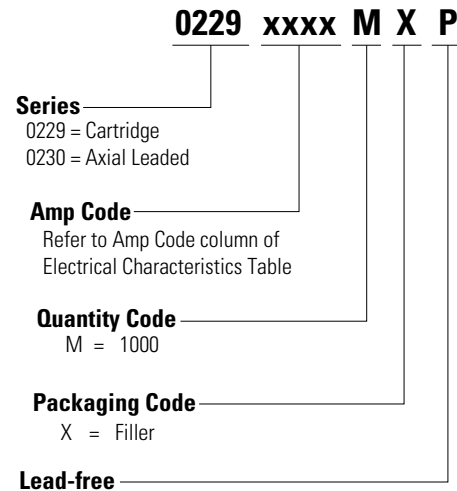 0229 xxxx M X P
Series
0229 = Cartridge
0230 = Axial Leaded
Amp Code
Refer to Amp Code column of
Electrical Characteristics Table
Quantity Code
M = 1000
Packaging Code
X = Filler
Lead-free